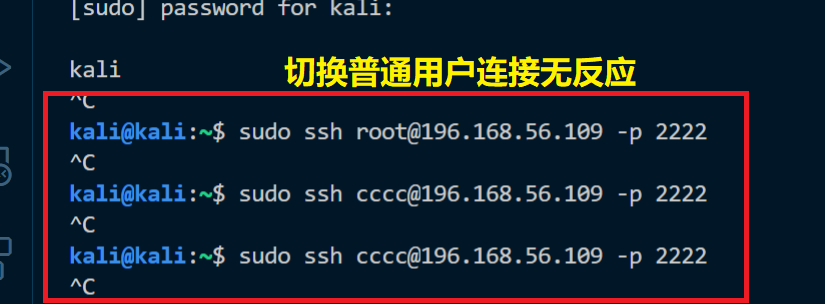 [sudo] password for kali:
kali
切换普通用户连接无反应
^C
kali@kali:~$ sudo ssh root@196.168.56.109 -p 2222
^C
kali@kali:~$ sudo ssh cccc@196.168.56.109 -p 2222
^C
kali@kali:~$ sudo ssh cccc@196.168.56.109 -p 2222
^C